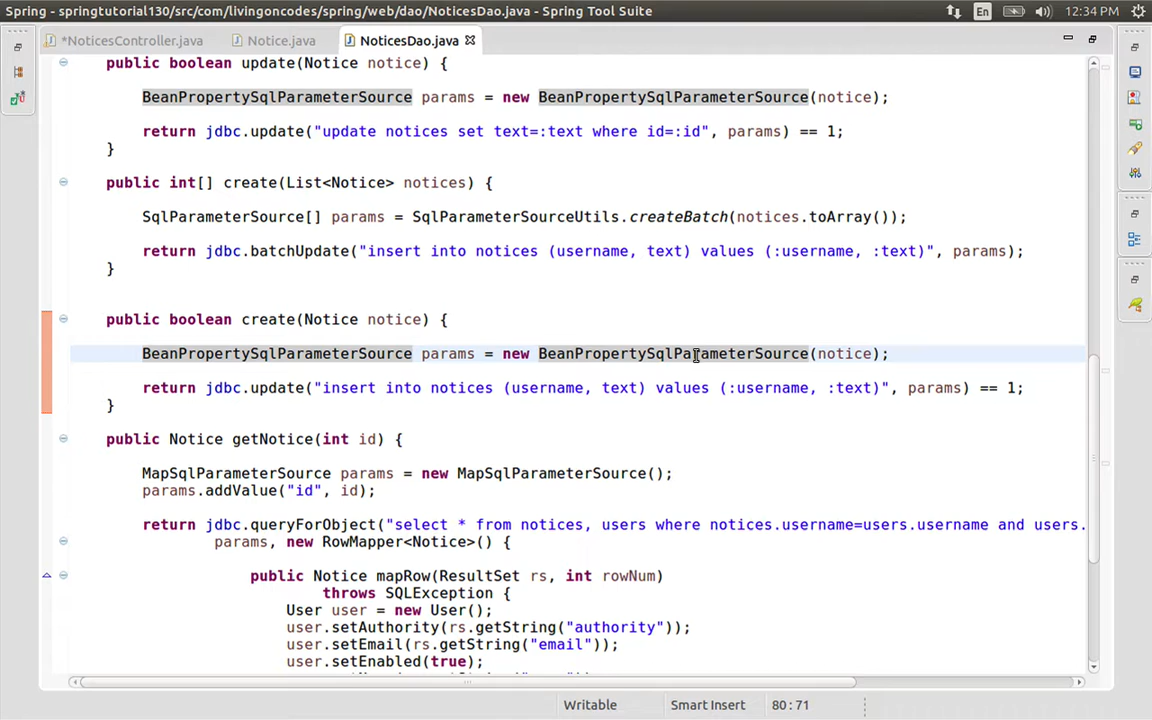 Spring - springtutorial130/src/com/livingoncodes/spring/web/dao/NoticesDao.java - Spring Tool Suite
En
12:34 PM
*NoticesController.java
Notice.java
NoticesDao.java
public boolean update(Notice notice) {
BeanPropertySqlParameterSource params = new BeanPropertySqlParameterSource(notice);
return jdbc.update("update notices set text=:text where id=:id", params) == 1;
}
public int[] create(List<Notice> notices) {
SqlParameterSource[] params = SqlParameterSourceUtils.createBatch(notices.toArray());
return jdbc.batchUpdate("insert into notices (username, text) values (:username, :text)", params);
}
public boolean create(Notice notice) {
BeanPropertySqlParameterSource params = new BeanPropertySqlParameterSource(notice);
return jdbc.update("insert into notices (username, text) values (:username, :text)", params) == 1;
}
public Notice getNotice(int id) {
MapSqlParameterSource params = new MapSqlParameterSource();
params.addValue("id", id);
return jdbc.queryForObject("select * from notices, users where notices.username=users.username and users.
params, new RowMapper<Notice>() {
public Notice mapRow(ResultSet rs, int rowNum)
throws SQLException {
User user = new User();
user.setAuthority(rs.getString("authority"));
user.setEmail(rs.getString("email"));
user.setEnabled(true);
Writable
Smart Insert
80:71